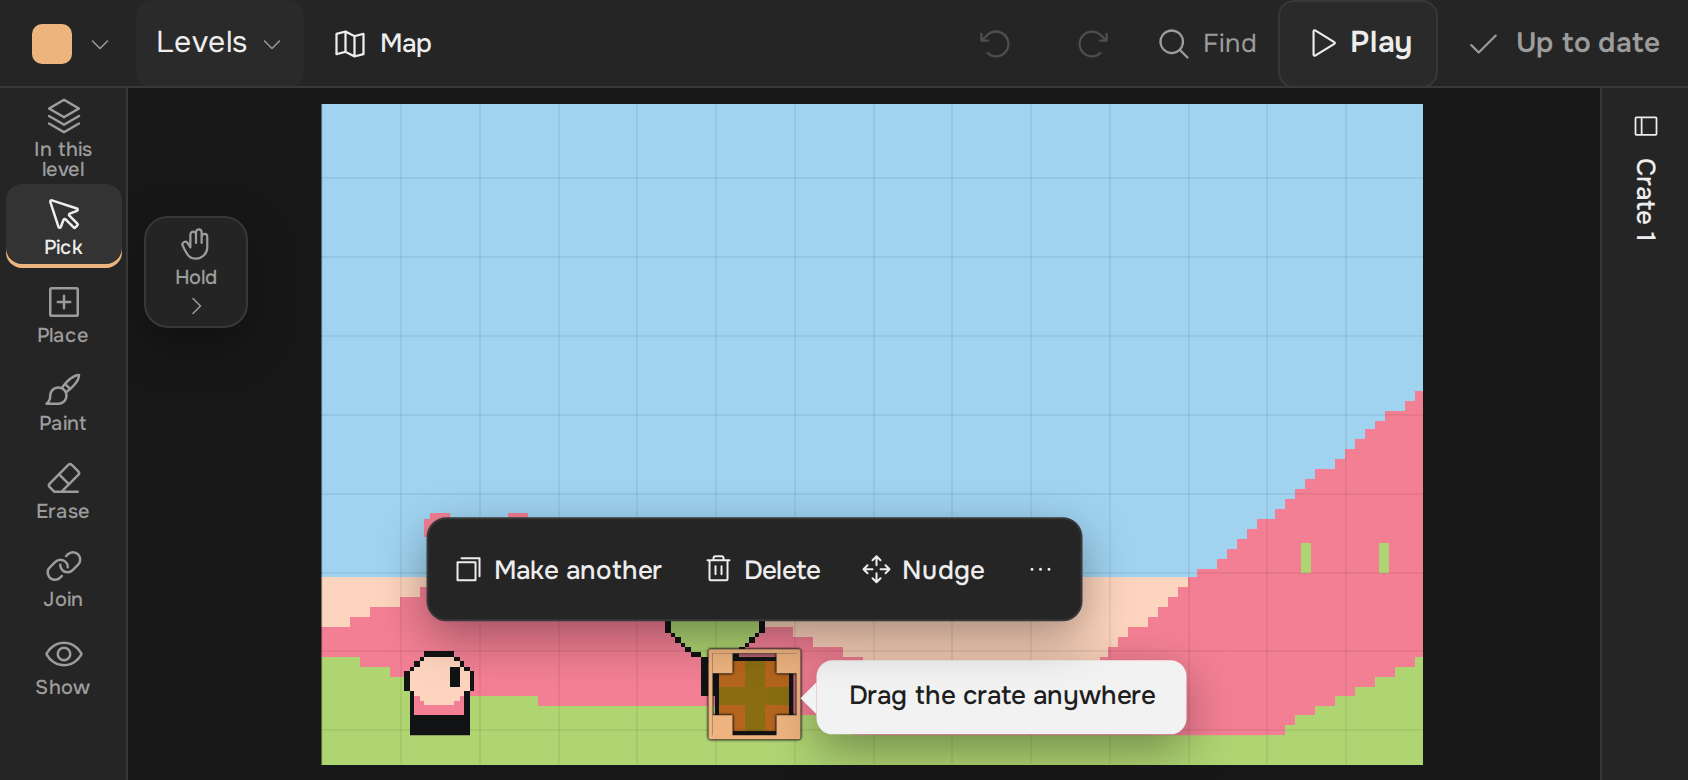 Levels
Map
Find
Play
Up to date
In this
level
Pick
Place
Paint
Erase
Join
Show
Hold
Make another
Delete
Nudge
Drag the crate anywhere
Crate 1